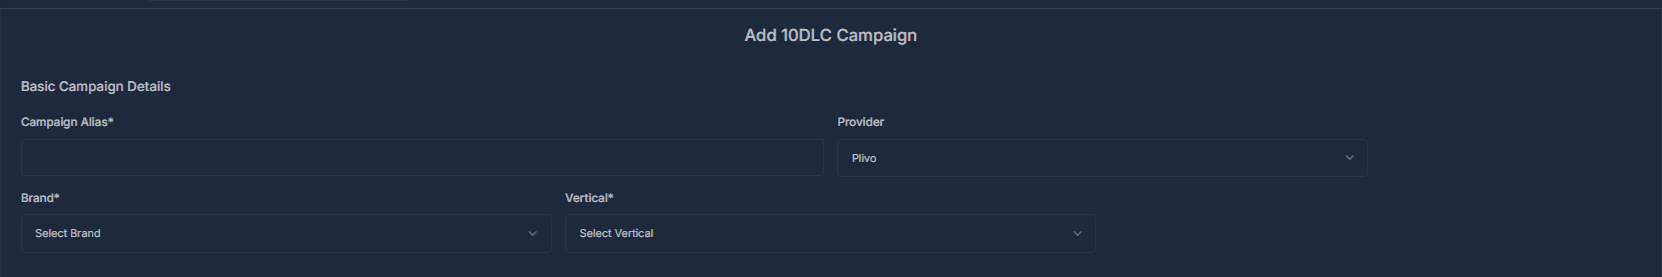 Add 10DLC Campaign
Basic Campaign Details
Campaign Alias*
Provider
Plivo
Brand*
Vertical*
Select Brand
Select Vertical